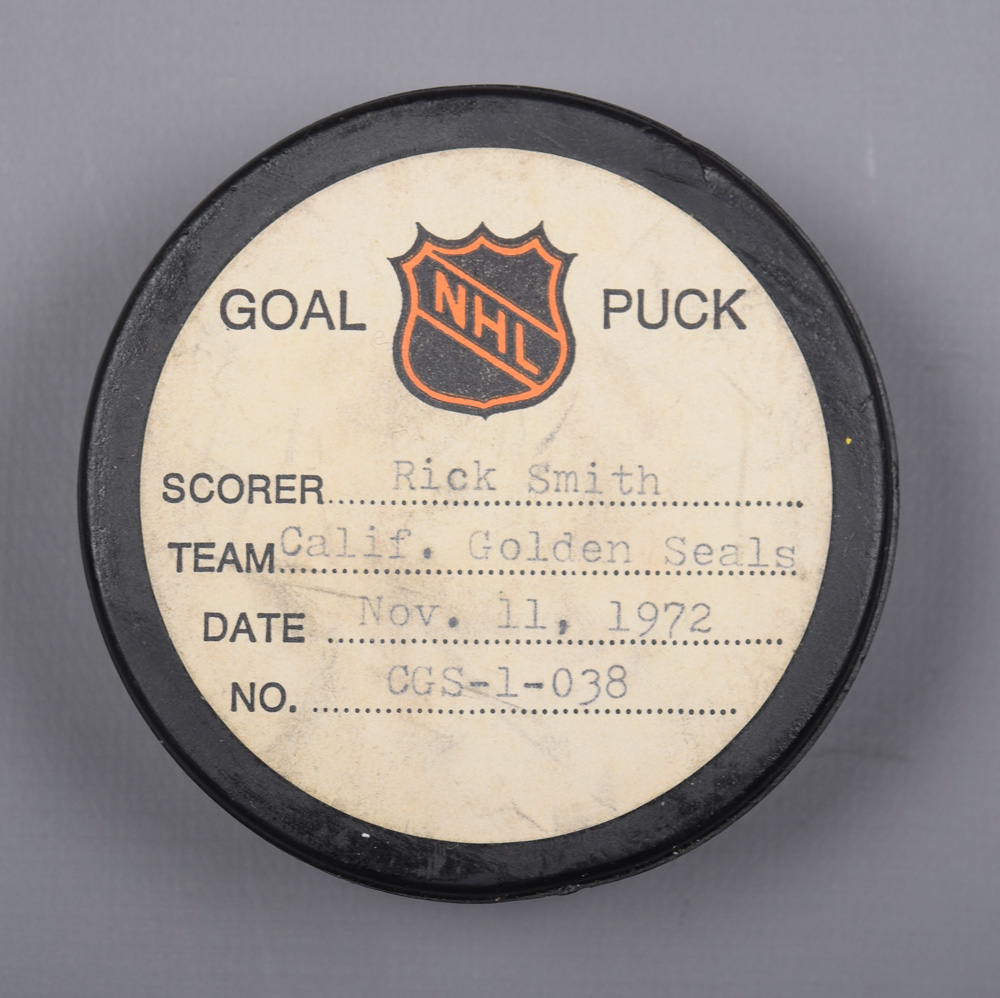 GOAL NHL PUCK
SCORER Rick Smith
TEAM Calif. Golden Seals
DATE Nov. 11, 1972
NO. CGS-1-038